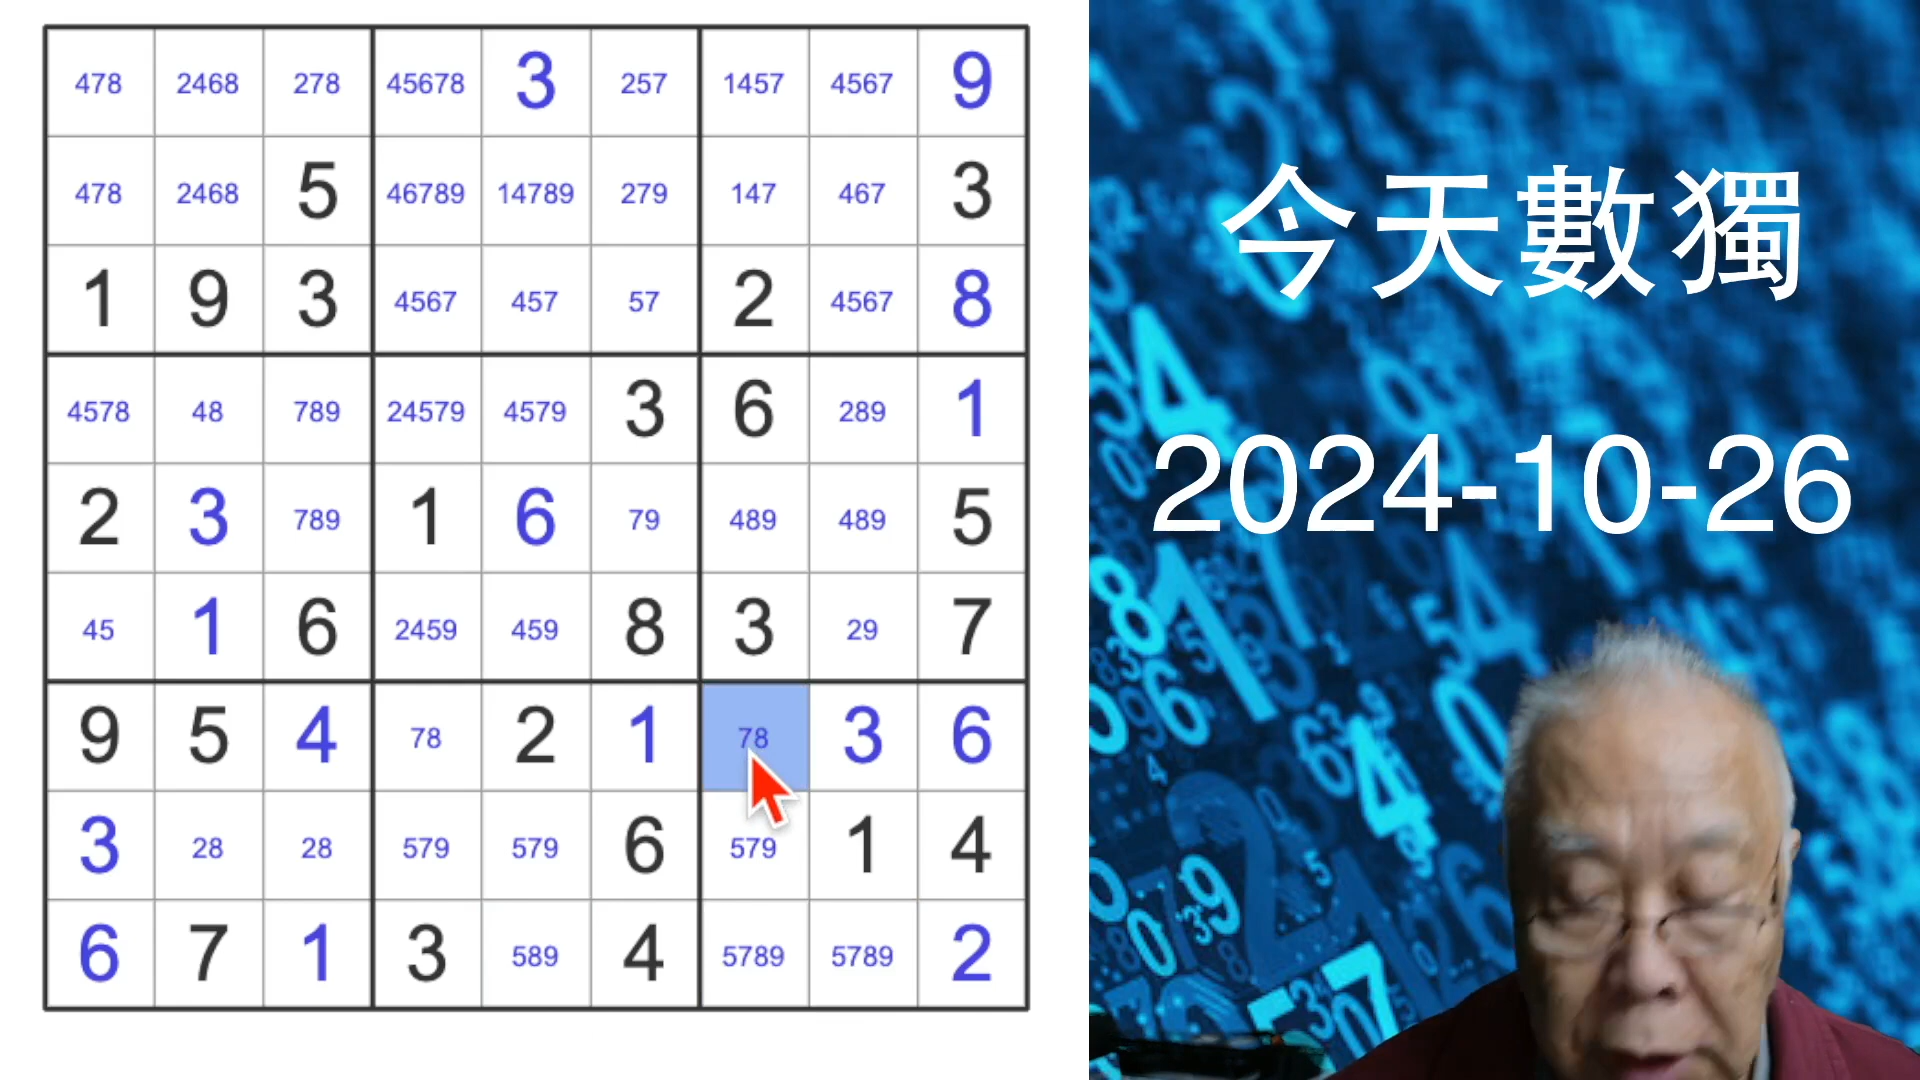 478 2468 278 45678 3 257 1457 4567 9
478 2468 5 46789 14789 279 147 467 3
1 9 3 4567 457 57 2 4567 8
4578 48 789 24579 4579 3 6 289 1
2 3 789 1 6 79 489 489 5
45 1 6 2459 459 8 3 29 7
9 5 4 78 2 1 78 3 6
3 28 28 579 579 6 579 1 4
6 7 1 3 589 4 5789 5789 2
今天數獨
2024-10-26